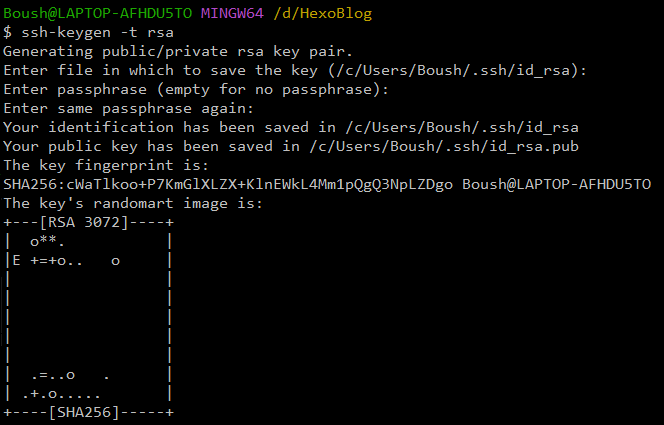 Boush@LAPTOP-AFHDU5TO MINGW64 /d/HexoBlog
$ ssh-keygen -t rsa
Generating public/private rsa key pair.
Enter file in which to save the key (/c/Users/Boush/.ssh/id_rsa):
Enter passphrase (empty for no passphrase):
Enter same passphrase again:
Your identification has been saved in /c/Users/Boush/.ssh/id_rsa
Your public key has been saved in /c/Users/Boush/.ssh/id_rsa.pub
The key fingerprint is:
SHA256:cWaTlkoo+P7KmGlXLZX+KlnEWkL4Mm1pQgQ3NpLZDgo Boush@LAPTOP-AFHDU5TO
The key's randomart image is:
+---[RSA 3072]----+
|  o**.           |
|E +=+o..   o     |
|                 |
|                 |
|                 |
|                 |
|                 |
|  .=..o   .      |
| .+.o.....       |
+----[SHA256]-----+